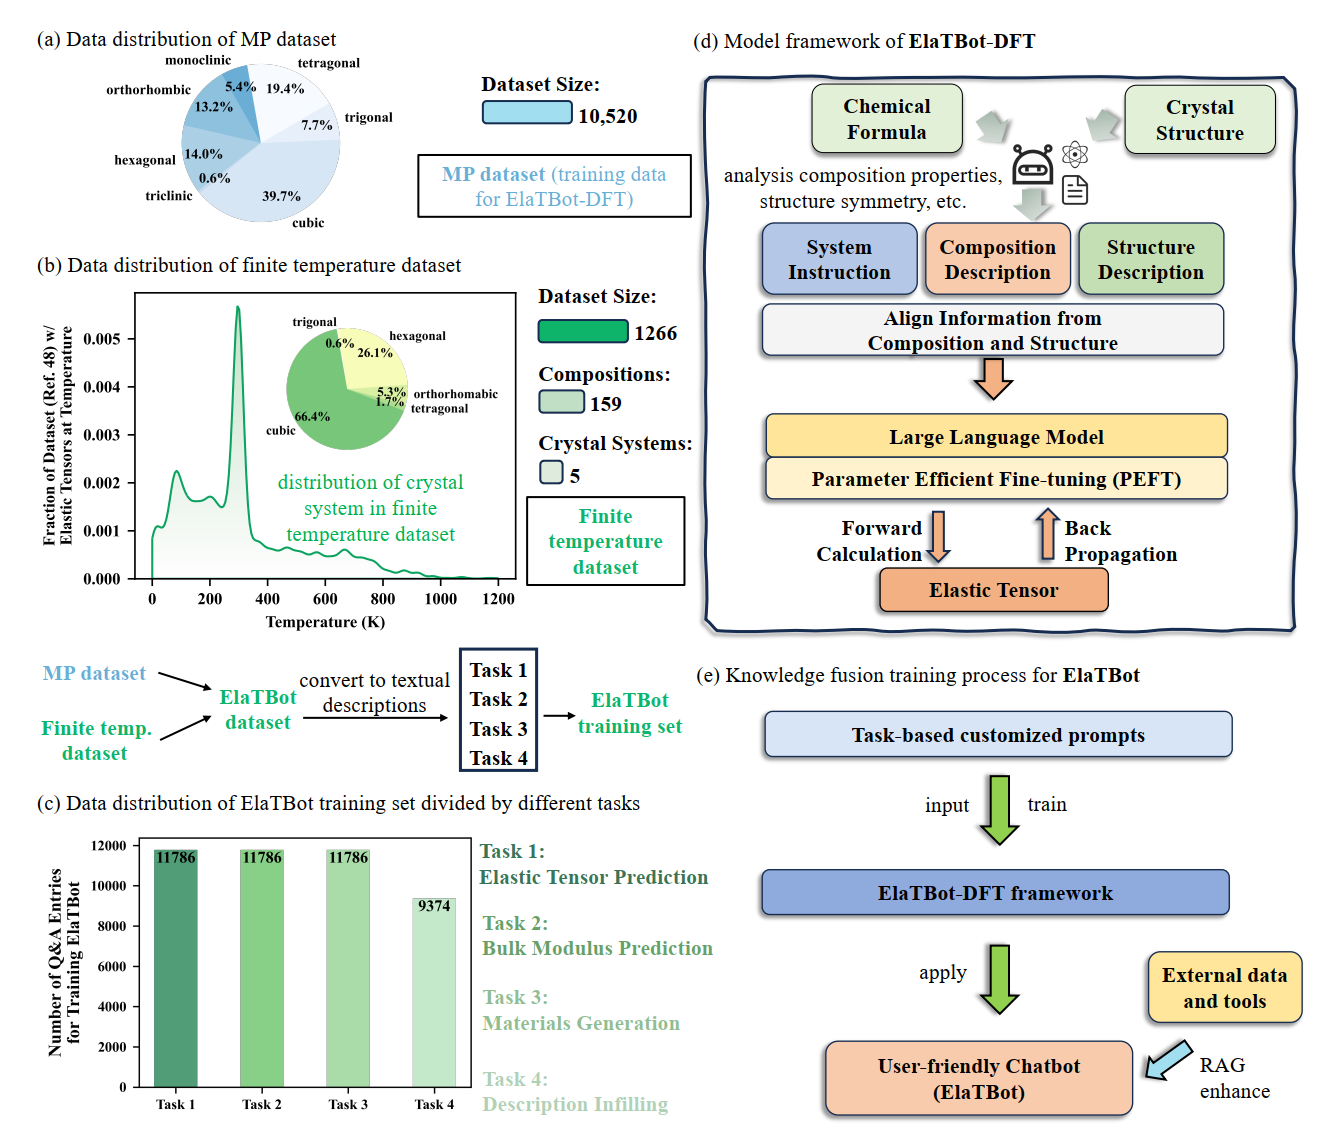 (a) Data distribution of MP dataset
monoclinic
tetragonal
orthorhombic
5.4%
19.4%
13.2%
7.7%
trigonal
hexagonal
14.0%
0.6%
triclinic
39.7%
cubic
Dataset Size:
10,520
MP dataset (training data
for ElaTBot-DFT)
(b) Data distribution of finite temperature dataset
Fraction of Dataset (Ref. 48) w/
Elastic Tensors at Temperature
0.005
0.004
0.003
0.002
0.001
0.000
0
200
400
600
800
1000
1200
Temperature (K)
trigonal
hexagonal
0.6%
26.1%
5.3%
orthorhomabic
1.7%
tetragonal
66.4%
cubic
distribution of crystal
system in finite
temperature dataset
Dataset Size:
1266
Compositions:
159
Crystal Systems:
5
Finite
temperature
dataset
MP dataset
Finite temp.
dataset
ElaTBot
dataset
convert to textual
descriptions
Task 1
Task 2
Task 3
Task 4
ElaTBot
training set
(c) Data distribution of ElaTBot training set divided by different tasks
Number of Q&A Entries
for Training ElaTBot
12000
10000
8000
6000
4000
2000
0
11786
11786
11786
9374
Task 1
Task 2
Task 3
Task 4
Task 1:
Elastic Tensor Prediction
Task 2:
Bulk Modulus Prediction
Task 3:
Materials Generation
Task 4:
Description Infilling
(d) Model framework of ElaTBot-DFT
Chemical
Formula
Crystal
Structure
analysis composition properties,
structure symmetry, etc.
System
Instruction
Composition
Description
Structure
Description
Align Information from
Composition and Structure
Large Language Model
Parameter Efficient Fine-tuning (PEFT)
Forward
Calculation
Back
Propagation
Elastic Tensor
(e) Knowledge fusion training process for ElaTBot
Task-based customized prompts
input
train
ElaTBot-DFT framework
apply
External data
and tools
User-friendly Chatbot
(ElaTBot)
RAG
enhance